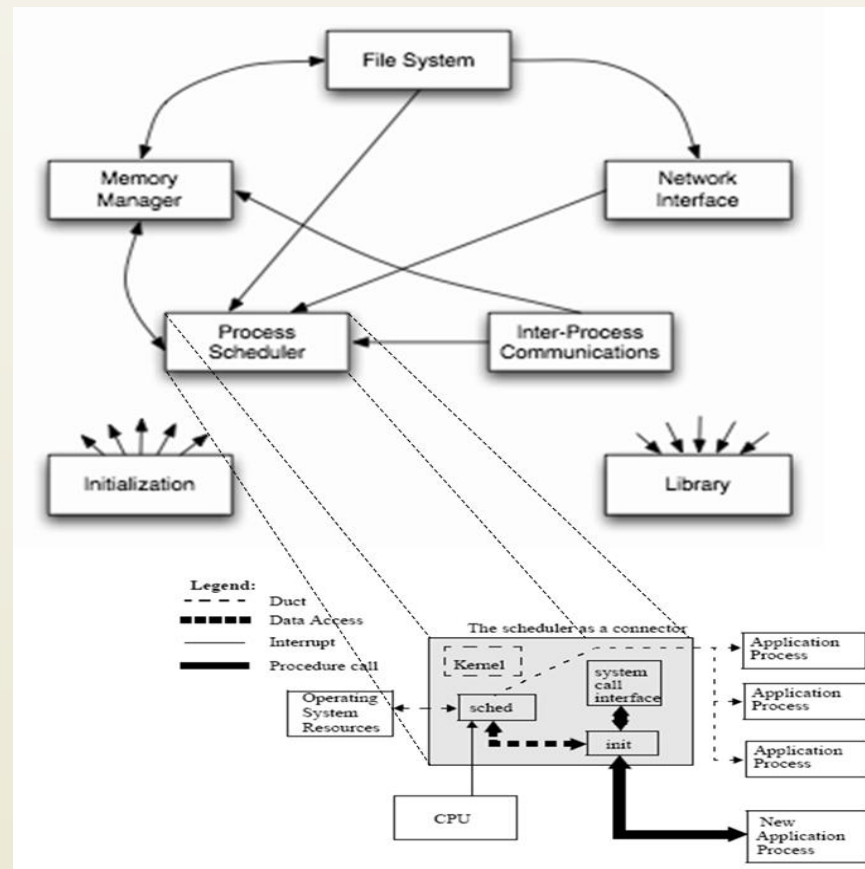 File System
Memory
Manager
Network
Interface
Process
Scheduler
Inter-Process
Communications
Initialization
Library
Legend:
Duct
Data Access
Interrupt
Procedure call
The scheduler as a connector
Kernel
system
call
interface
sched
init
Operating
System
Resources
CPU
Application
Process
Application
Process
Application
Process
New
Application
Process